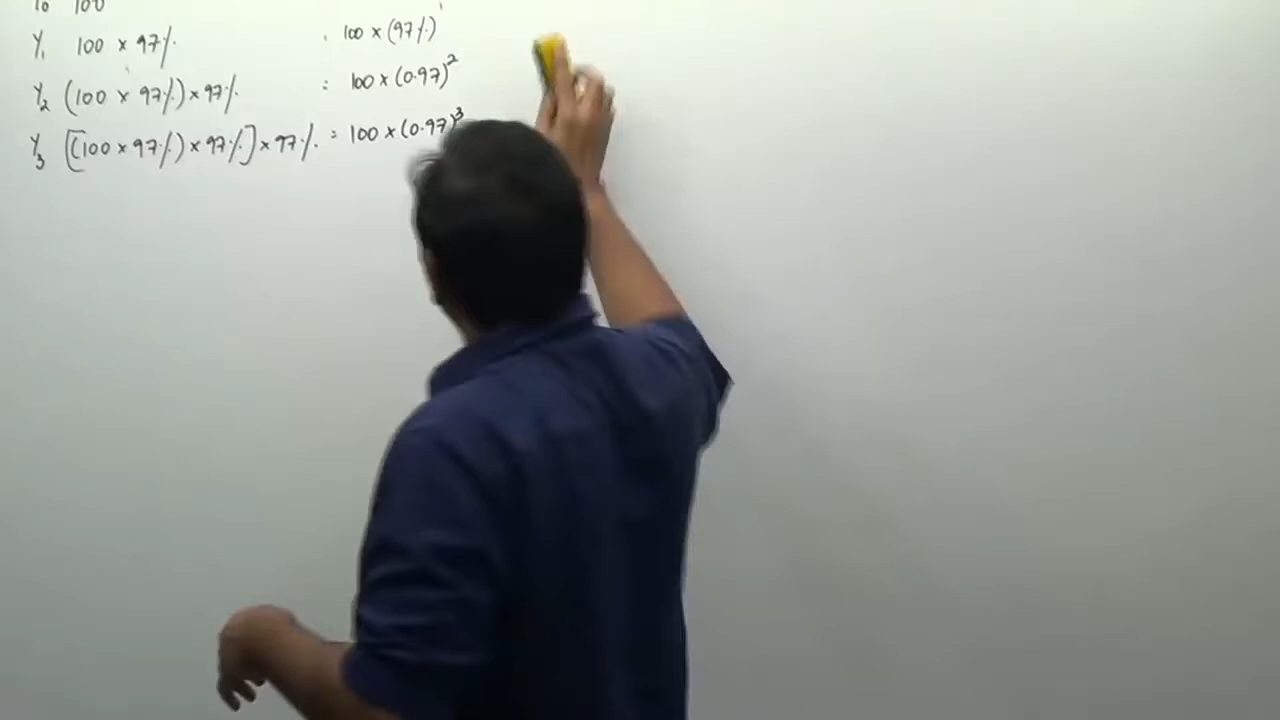 Y₀ 100
Y₁ 100 × 97% . 100 × (97%)¹
Y₂ (100 × 97%) × 97% = 100 × (0.97)²
Y₃ [(100 × 97%) × 97%] × 97% = 100 × (0.97)³